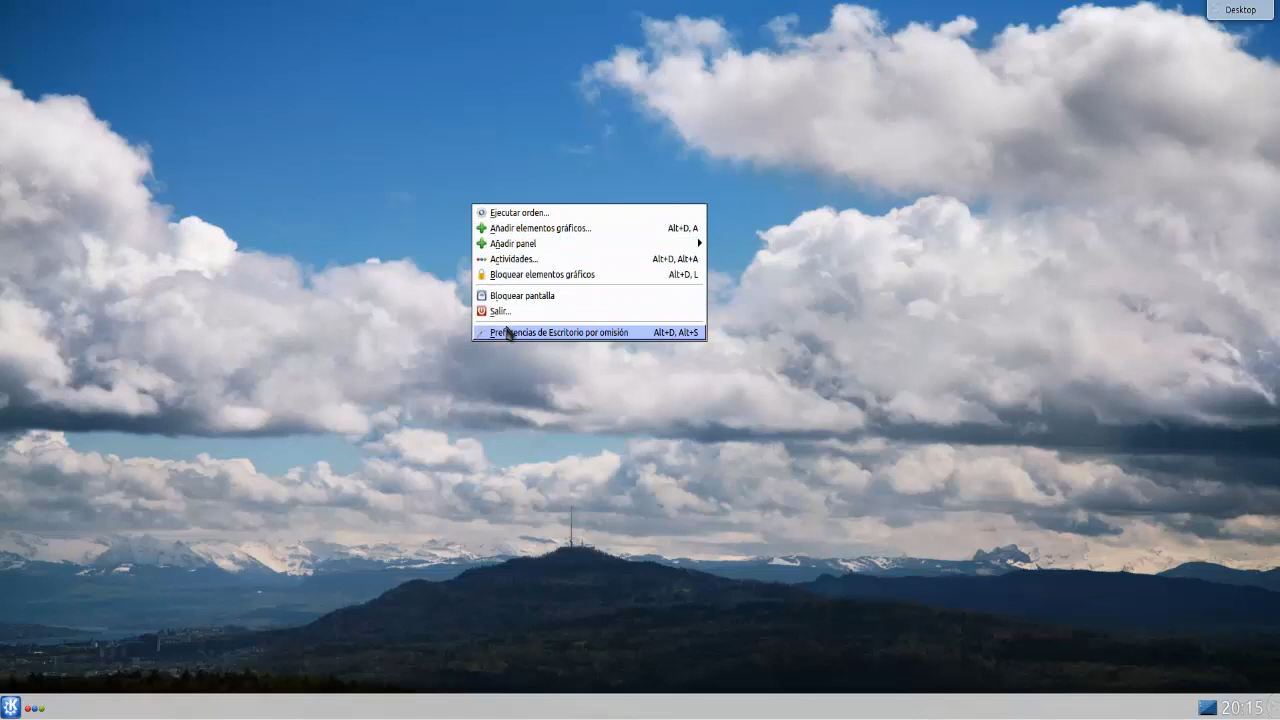 Desktop
Ejecutar orden...
Añadir elementos gráficos... Alt+D, A
Añadir panel
Actividades... Alt+D, Alt+A
Bloquear elementos gráficos Alt+D, L
Bloquear pantalla
Salir...
Preferencias de Escritorio por omisión Alt+D, Alt+S
20:15